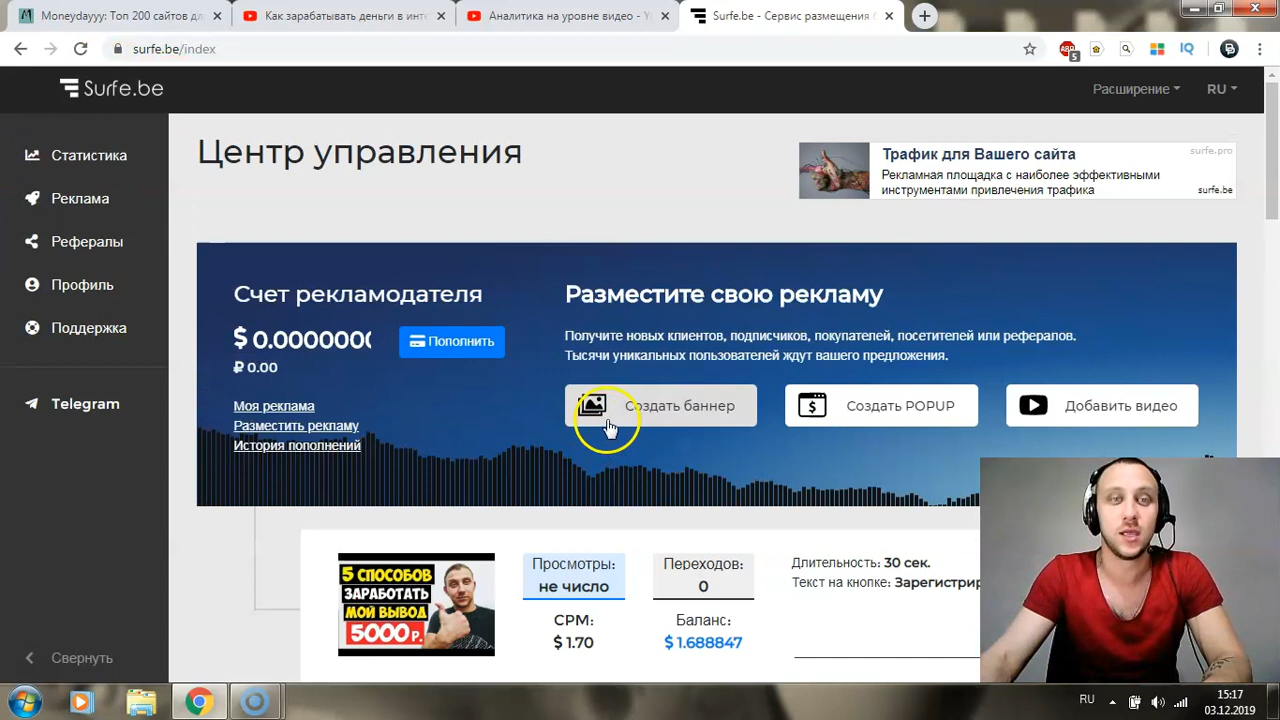 Moneydayyy: Топ 200 сайтов д
Как зарабатывать деньги в инте
Аналитика на уровне видео - Y
Surfe.be - Сервис размещения б
surfe.be/index
5
IQ
Surfe.be
Расширение
RU
Статистика
Реклама
Рефералы
Профиль
Поддержка
Telegram
Свернуть
Центр управления
surfe.pro
Трафик для Вашего сайта
Рекламная площадка с наиболее эффективными
инструментами привлечения трафика
surfe.be
Счет рекламодателя
$ 0.0000000
Пополнить
₽ 0.00
Моя реклама
Разместить рекламу
История пополнений
Разместите свою рекламу
Получите новых клиентов, подписчиков, покупателей, посетителей или рефералов.
Тысячи уникальных пользователей ждут вашего предложения.
Создать баннер
$ Создать POPUP
Добавить видео
5 СПОСОБОВ
ЗАРАБОТАТЬ
МОЙ ВЫВОД
5000 Р.
Просмотры:
не число
CPM:
$ 1.70
Переходов:
0
Баланс:
$ 1.688847
Длительность: 30 сек.
Текст на кнопке: Зарегистрир
RU
15:17
03.12.2019